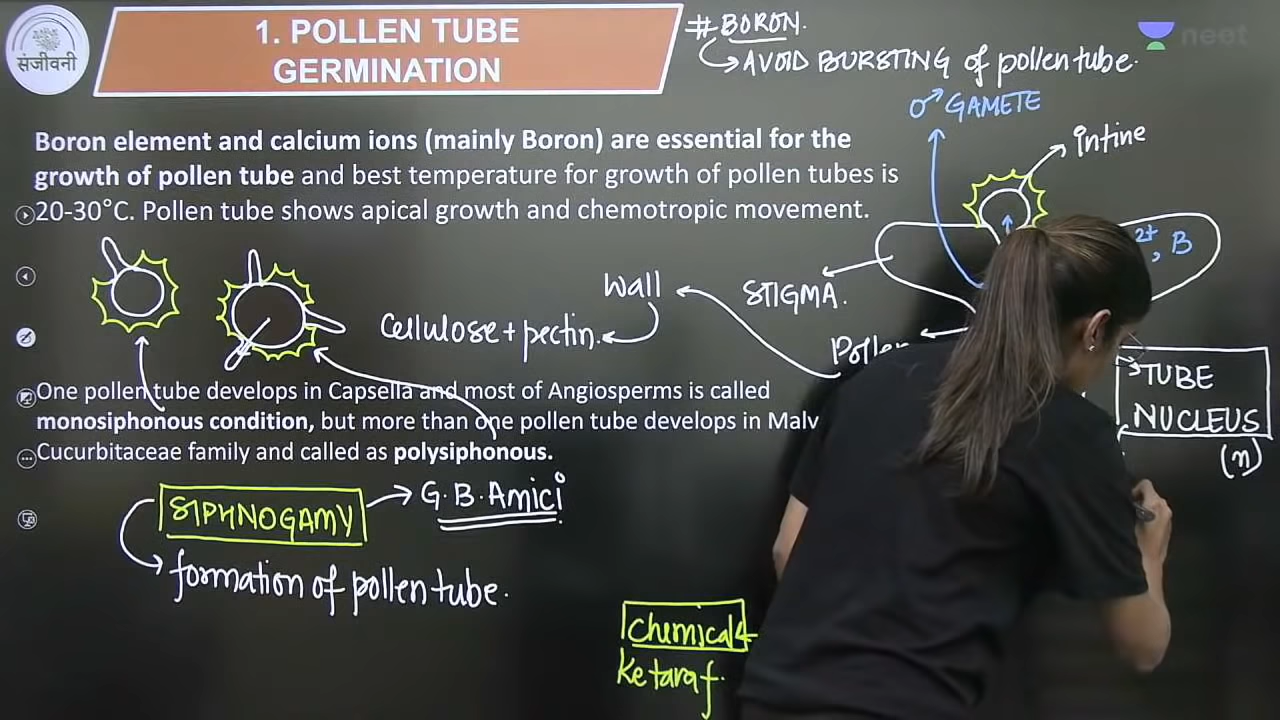 संजीवनी
1. POLLEN TUBE
GERMINATION
# BORON.
AVOID BURSTING of pollen tube.
neet
♂ GAMETE
Intine
Boron element and calcium ions (mainly Boron) are essential for the
growth of pollen tube and best temperature for growth of pollen tubes is
20-30°C. Pollen tube shows apical growth and chemotropic movement.
2+, B
Wall
STIGMA.
Cellulose + pectin.
Pollen
TUBE
NUCLEUS
(n)
One pollen tube develops in Capsella and most of Angiosperms is called
monosiphonous condition, but more than one pollen tube develops in Malv
Cucurbitaceae family and called as polysiphonous.
SIPHNOGAMY
G.B.Amici
formation of pollen tube.
Chemical
Ke taraf.